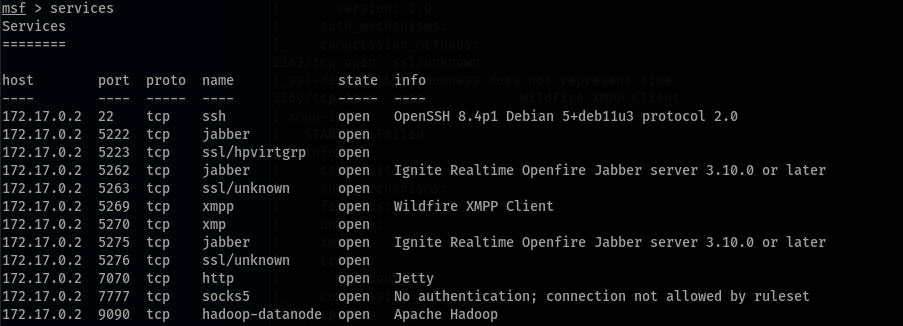 msf > services
Services
========
host port proto name state info
---- ---- ----- ---- ----- ----
172.17.0.2 22 tcp ssh open OpenSSH 8.4p1 Debian 5+deb11u3 protocol 2.0
172.17.0.2 5222 tcp jabber open
172.17.0.2 5223 tcp ssl/hpvirtgrp open
172.17.0.2 5262 tcp jabber open Ignite Realtime Openfire Jabber server 3.10.0 or later
172.17.0.2 5263 tcp ssl/unknown open
172.17.0.2 5269 tcp xmpp open Wildfire XMPP Client
172.17.0.2 5270 tcp xmp open
172.17.0.2 5275 tcp jabber open Ignite Realtime Openfire Jabber server 3.10.0 or later
172.17.0.2 5276 tcp ssl/unknown open
172.17.0.2 7070 tcp http open Jetty
172.17.0.2 7777 tcp socks5 open No authentication; connection not allowed by ruleset
172.17.0.2 9090 tcp hadoop-datanode open Apache Hadoop